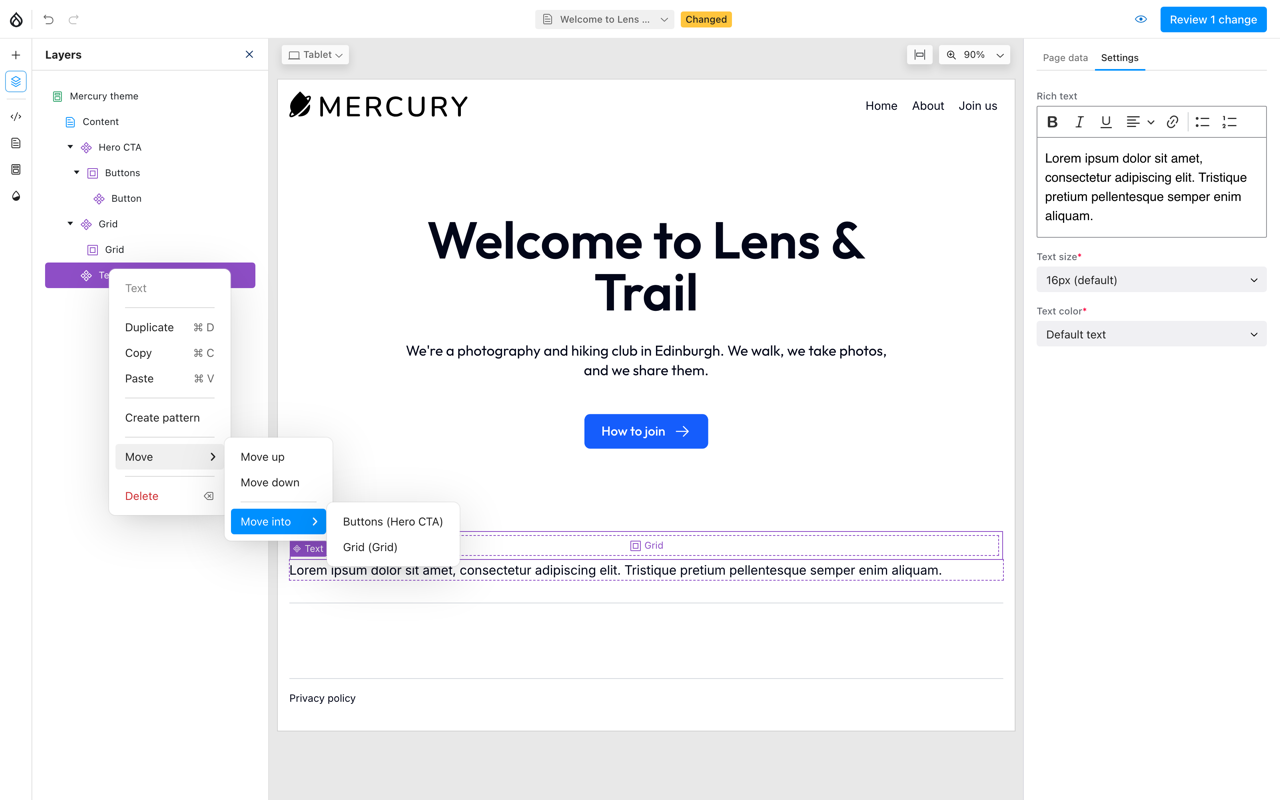 Welcome to Lens ...
Changed
Review 1 change
Layers
Mercury theme
Content
Hero CTA
Buttons
Button
Grid
Grid
Text
Duplicate ⌘ D
Copy ⌘ C
Paste ⌘ V
Create pattern
Move
Delete
Move up
Move down
Move into
Buttons (Hero CTA)
Grid (Grid)
Tablet
90%
MERCURY
Home About Join us
Welcome to Lens &
Trail
We're a photography and hiking club in Edinburgh. We walk, we take photos,
and we share them.
How to join
Grid
Text
Lorem ipsum dolor sit amet, consectetur adipiscing elit. Tristique pretium pellentesque semper enim aliquam.
Privacy policy
Page data Settings
Rich text
B I U
Lorem ipsum dolor sit amet,
consectetur adipiscing elit. Tristique
pretium pellentesque semper enim
aliquam.
Text size*
16px (default)
Text color*
Default text